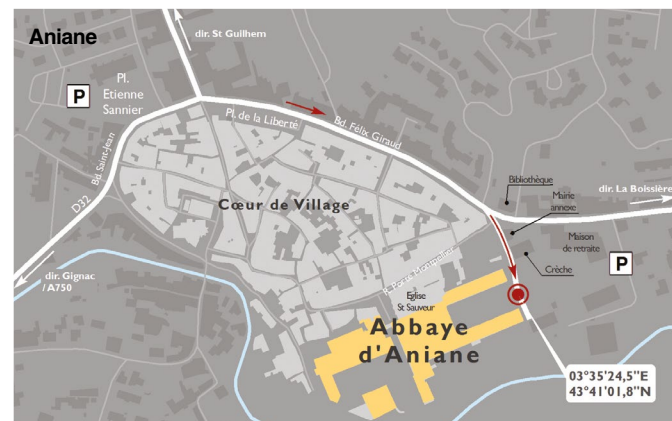 Aniane
dir. St Guilhem
Pl.
Etienne
Sannier
P
Pl. de la Liberté
Bd. Félix Giraud
Bd Saint-Jean
D32
Cœur de Village
Bibliothèque
Mairie
annexe
dir. La Boissière
Maison
de retraite
P
Crèche
dir. Gignac
/ A750
Eglise
St Sauveur
Abbaye
d'Aniane
03°35'24,5"E
43°41'01,8"N